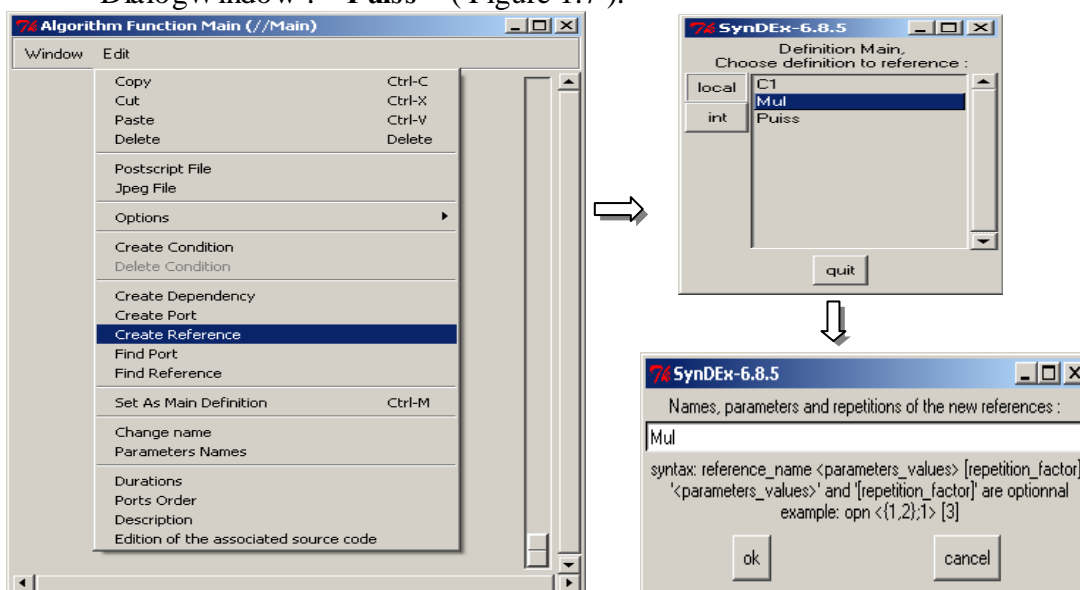 DialogWindow : " Puiss " ( Figure 1.7 ).
Algorithm Function Main (//Main)
Window Edit
Copy Ctrl-C
Cut Ctrl-X
Paste Ctrl-V
Delete Delete
Postscript File
Jpeg File
Options
Create Condition
Delete Condition
Create Dependency
Create Port
Create Reference
Find Port
Find Reference
Set As Main Definition Ctrl-M
Change name
Parameters Names
Durations
Ports Order
Description
Edition of the associated source code
SynDEx-6.8.5
Definition Main,
Choose definition to reference :
local
int
C1
Mul
Puiss
quit
SynDEx-6.8.5
Names, parameters and repetitions of the new references :
Mul
syntax: reference_name <parameters_values> [repetition_factor]
'<parameters_values>' and '[repetition_factor]' are optionnal
example: opn <{1,2};1> [3]
ok cancel